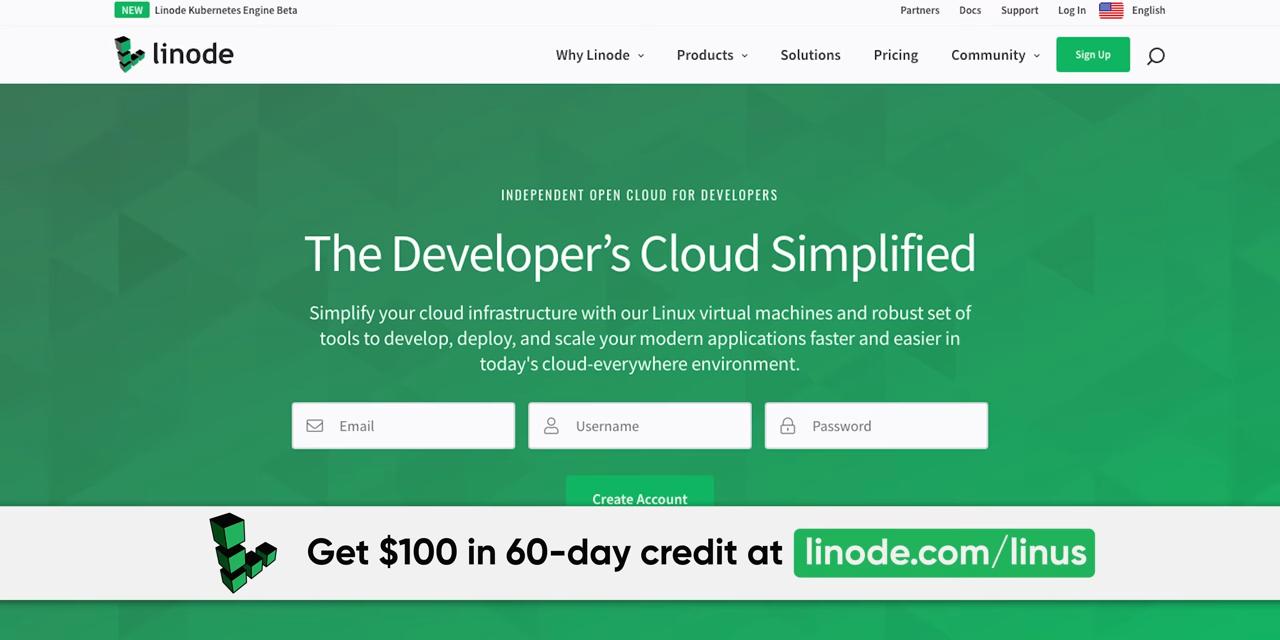 NEW Linode Kubernetes Engine Beta
Partners Docs Support Log In English
linode
Why Linode Products Solutions Pricing Community Sign Up
INDEPENDENT OPEN CLOUD FOR DEVELOPERS
The Developer’s Cloud Simplified
Simplify your cloud infrastructure with our Linux virtual machines and robust set of
tools to develop, deploy, and scale your modern applications faster and easier in
today's cloud-everywhere environment.
Email Username Password
Create Account
Get $100 in 60-day credit at linode.com/linus